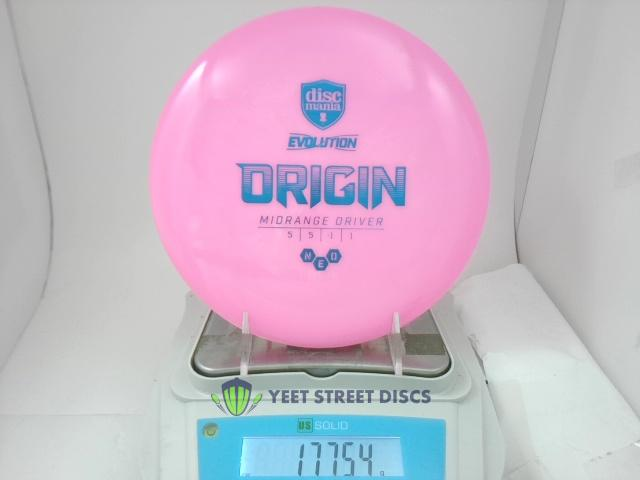 disc
mania
EVOLUTION
ORIGIN
MIDRANGE DRIVER
5 | 5 | -1 | 1
NEO
YEET STREET DISCS
US SOLID
177.54 g